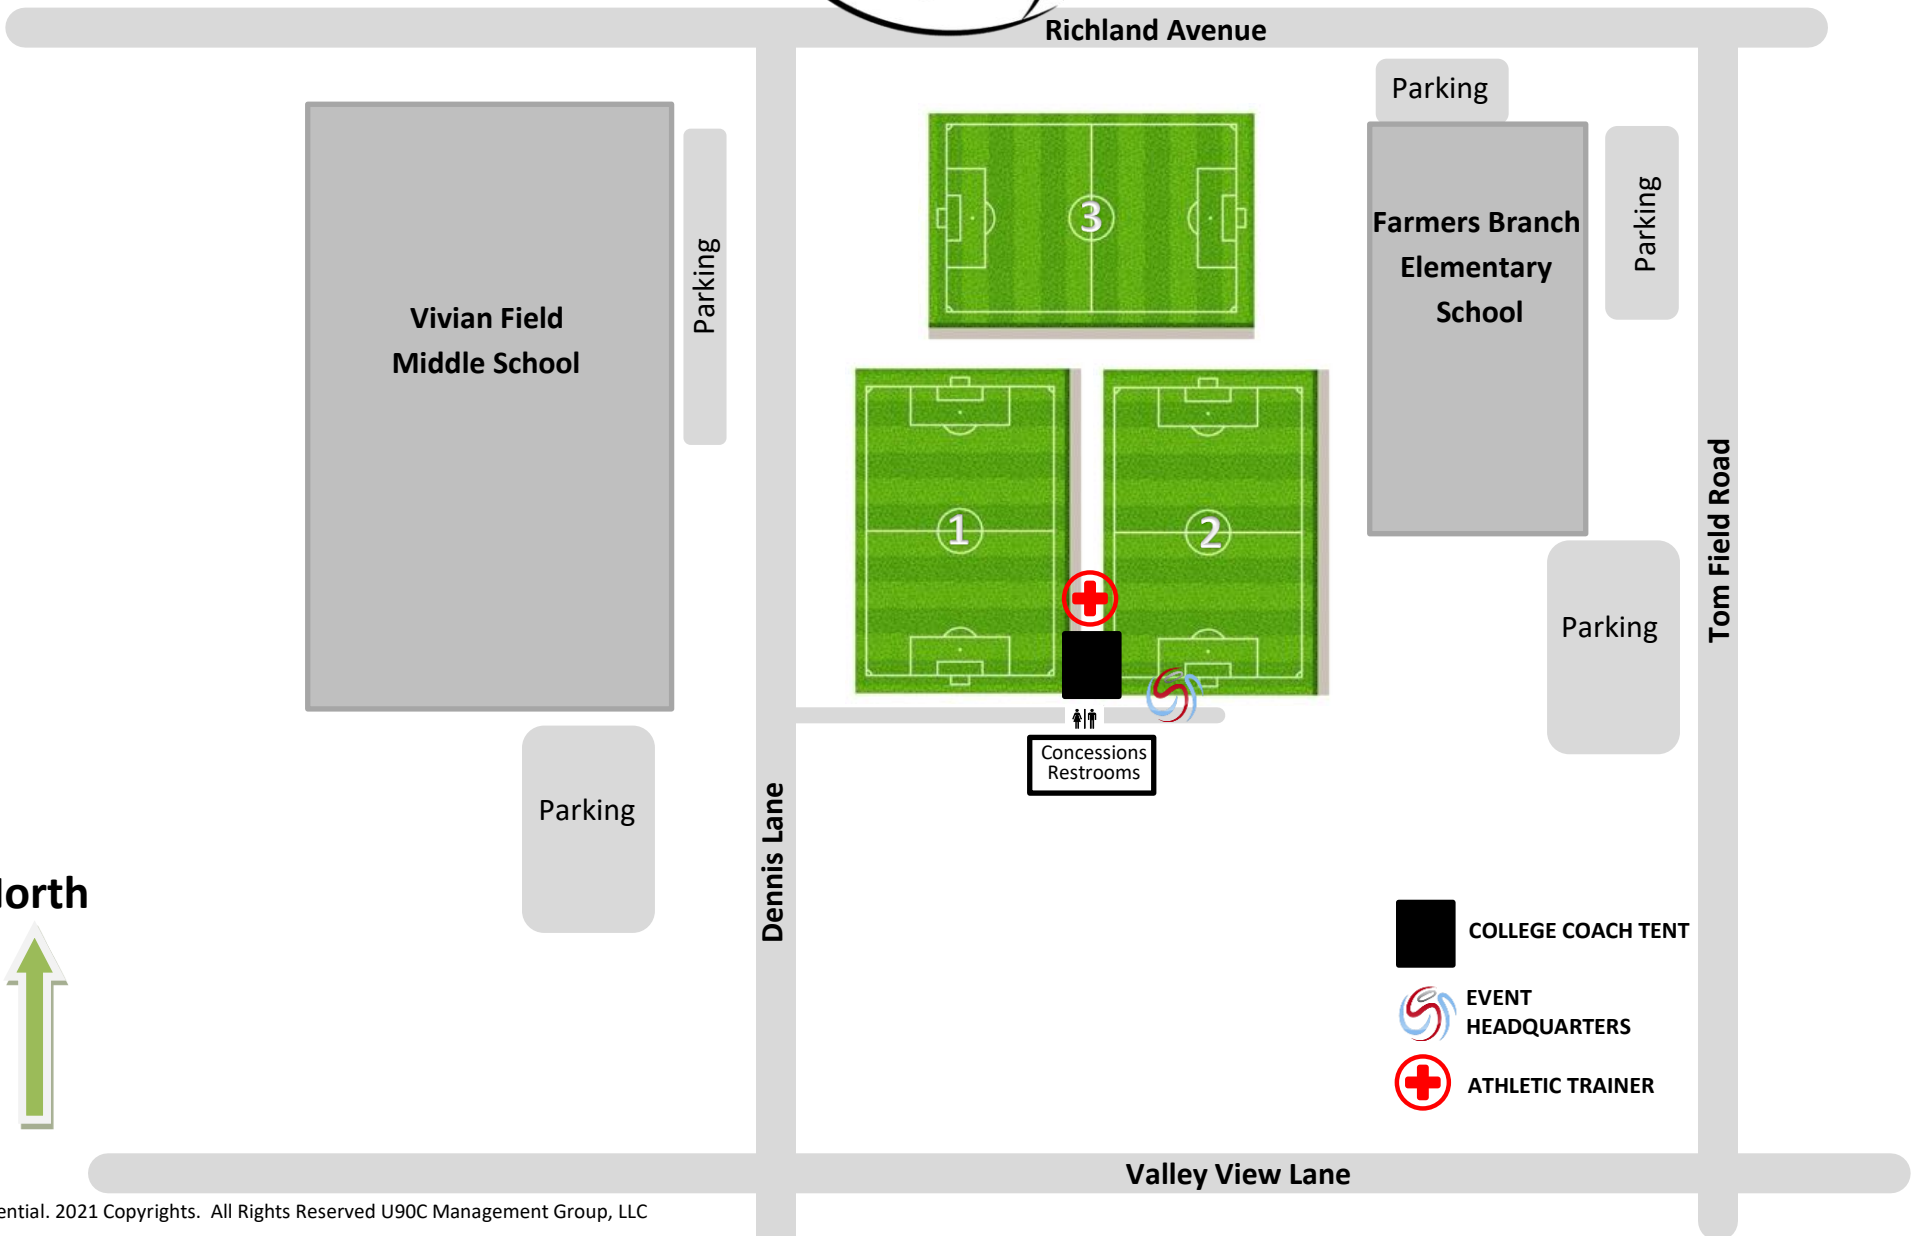 Richland Avenue
Parking
Parking
Farmers Branch
Elementary
School
3
Parking
Vivian Field
Middle School
1
2
Tom Field Road
Parking
Concessions
Restrooms
Parking
Dennis Lane
COLLEGE COACH TENT
EVENT
HEADQUARTERS
ATHLETIC TRAINER
Valley View Lane
2021 Copyrights. All Rights Reserved U90C Management Group, LLC